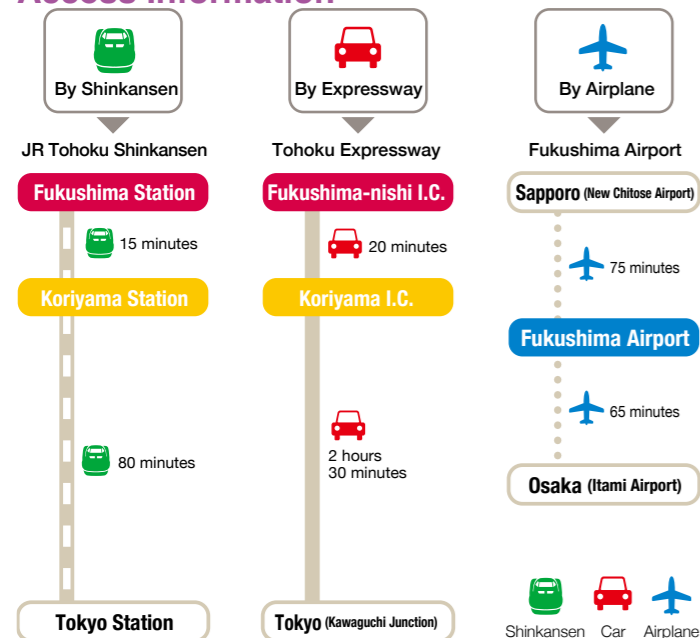 Access Information
By Shinkansen
JR Tohoku Shinkansen
Fukushima Station
15 minutes
Koriyama Station
80 minutes
Tokyo Station
By Expressway
Tohoku Expressway
Fukushima-nishi I.C.
20 minutes
Koriyama I.C.
2 hours
30 minutes
Tokyo (Kawaguchi Junction)
By Airplane
Fukushima Airport
Sapporo (New Chitose Airport)
75 minutes
Fukushima Airport
65 minutes
Osaka (Itami Airport)
Shinkansen Car Airplane